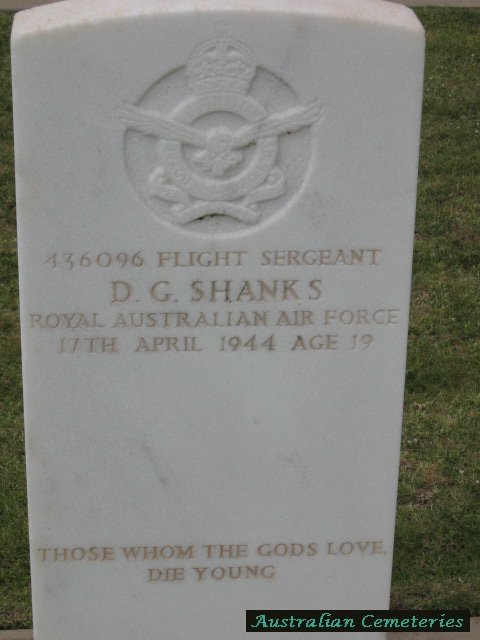 436096 FLIGHT SERGEANT
D. G. SHANKS
ROYAL AUSTRALIAN AIR FORCE
17TH APRIL 1944 AGE 19
THOSE WHOM THE GODS LOVE,
DIE YOUNG
Australian Cemeteries